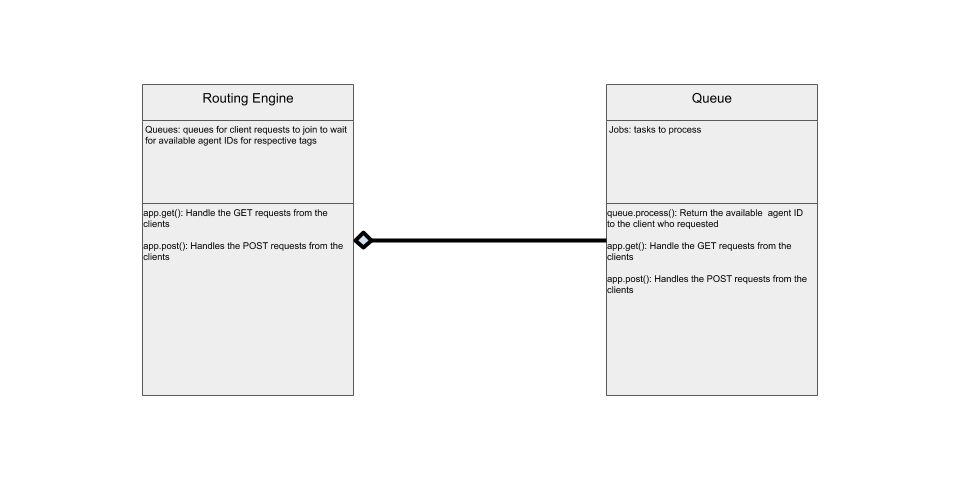 Routing Engine
Queues: queues for client requests to join to wait
for available agent IDs for respective tags
app.get(): Handle the GET requests from the
clients
app.post(): Handles the POST requests from the
clients
Queue
Jobs: tasks to process
queue.process(): Return the available  agent ID
to the client who requested
app.get(): Handle the GET requests from the
clients
app.post(): Handles the POST requests from the
clients